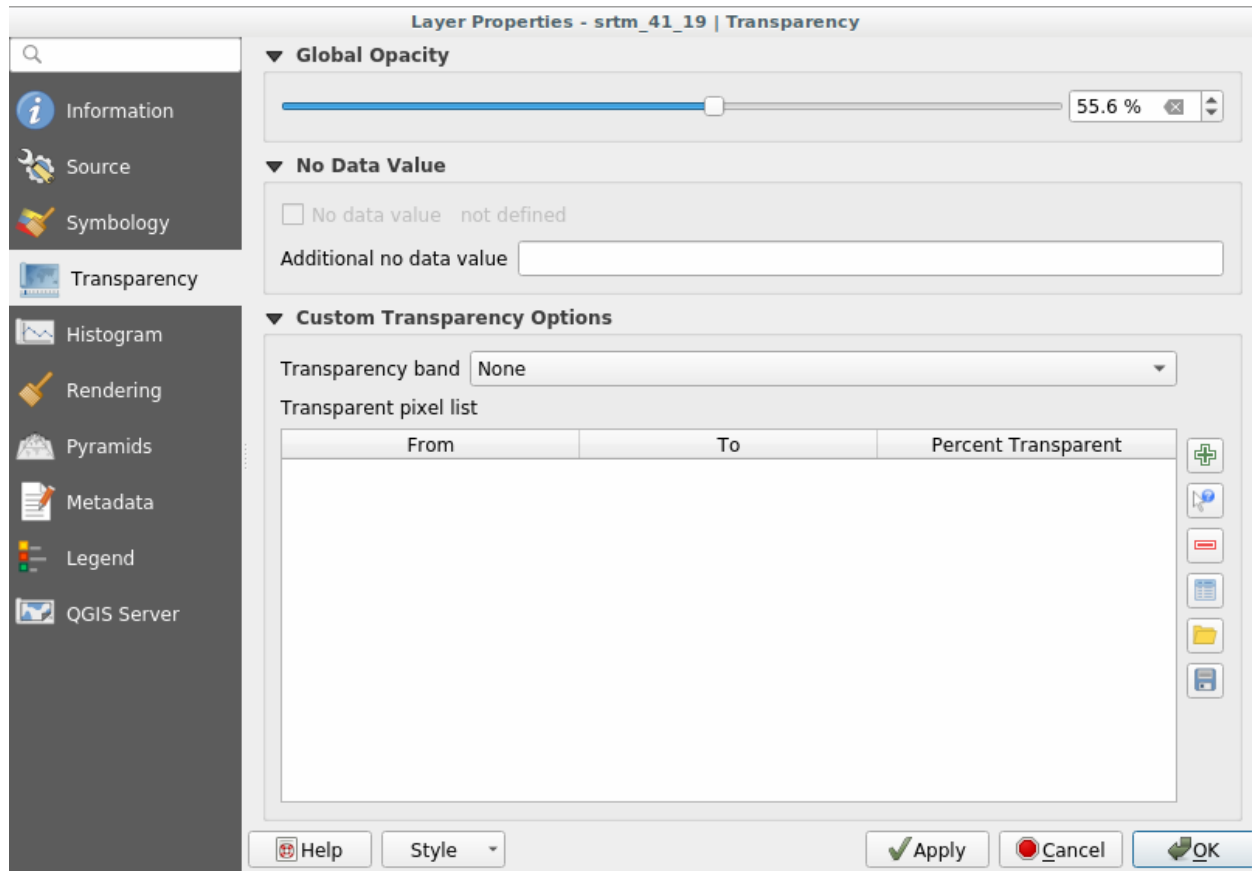 Layer Properties - srtm_41_19 | Transparency
Information
Source
Symbology
Transparency
Histogram
Rendering
Pyramids
Metadata
Legend
QGIS Server
Global Opacity
55.6 %
No Data Value
No data value not defined
Additional no data value
Custom Transparency Options
Transparency band None
Transparent pixel list
From To Percent Transparent
Help Style Apply Cancel OK